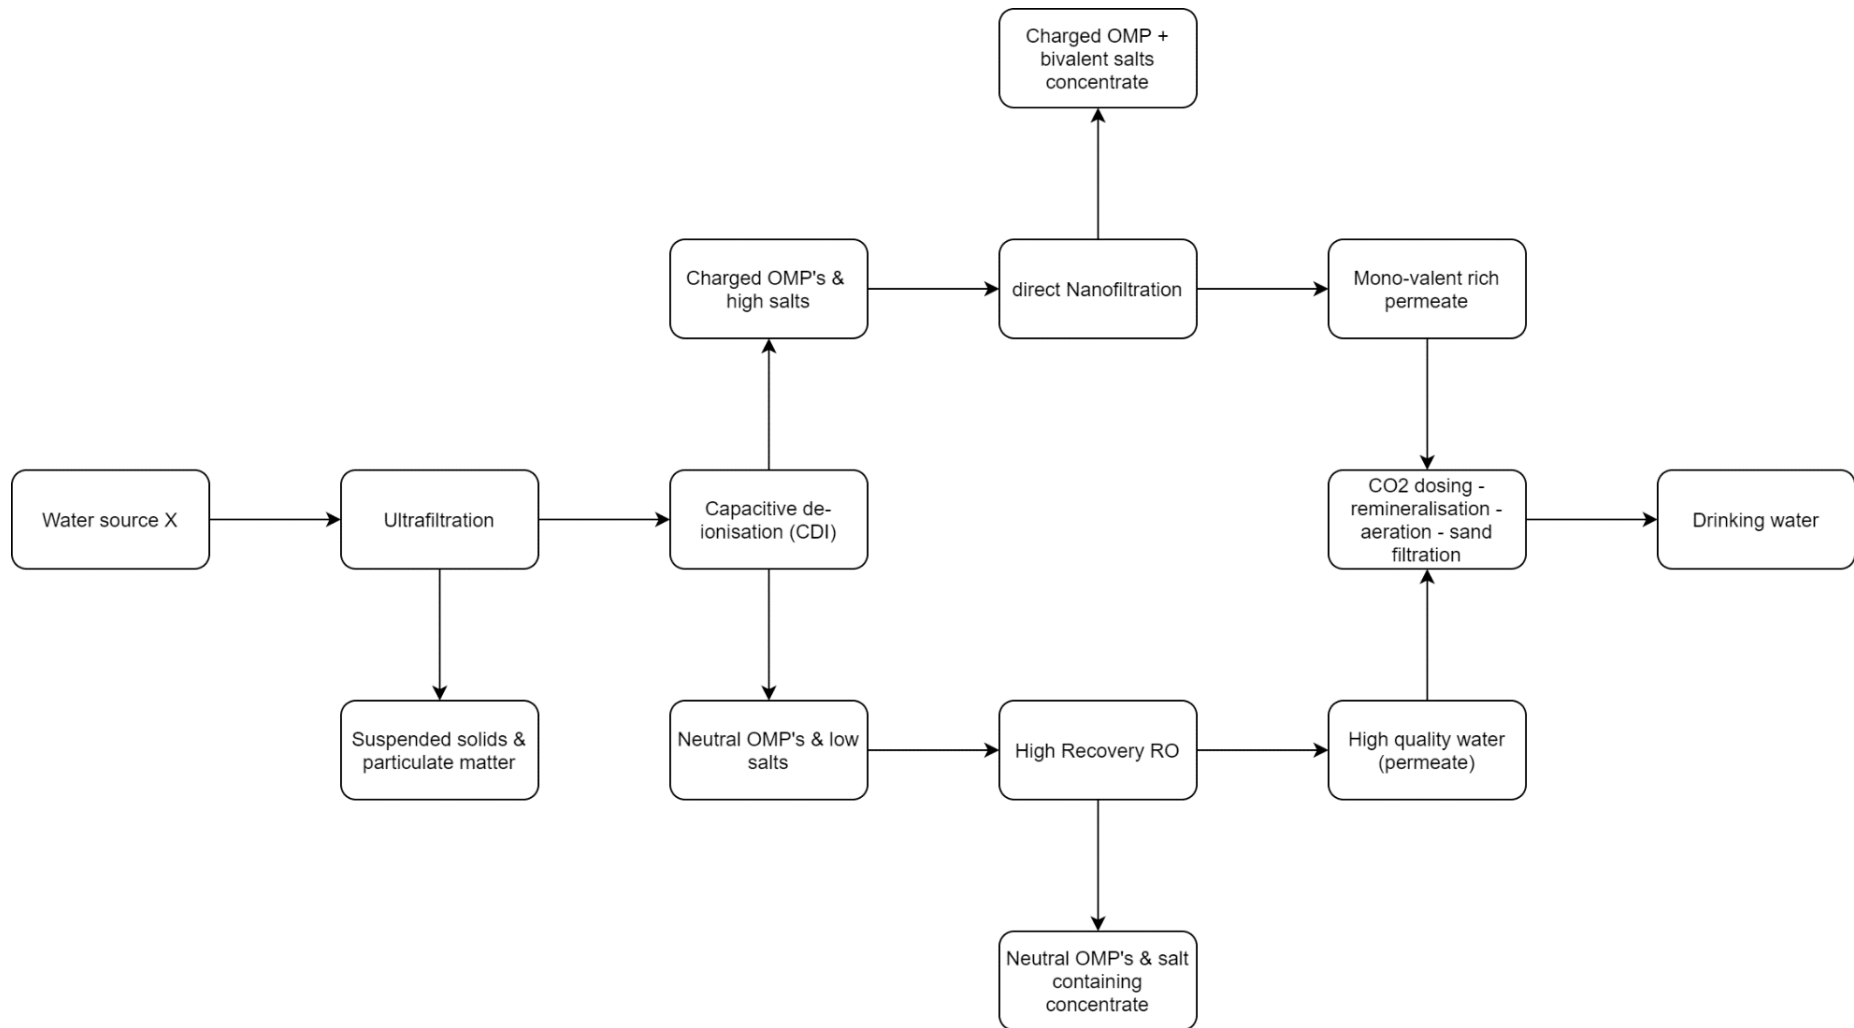 Charged OMP +
bivalent salts
concentrate
Charged OMP's &
high salts
direct Nanofiltration
Mono-valent rich
permeate
Water source X
Ultrafiltration
Capacitive de-
ionisation (CDI)
CO2 dosing -
remineralisation -
aeration - sand
filtration
Drinking water
Suspended solids &
particulate matter
Neutral OMP's & low
salts
High Recovery RO
High quality water
(permeate)
Neutral OMP's & salt
containing
concentrate